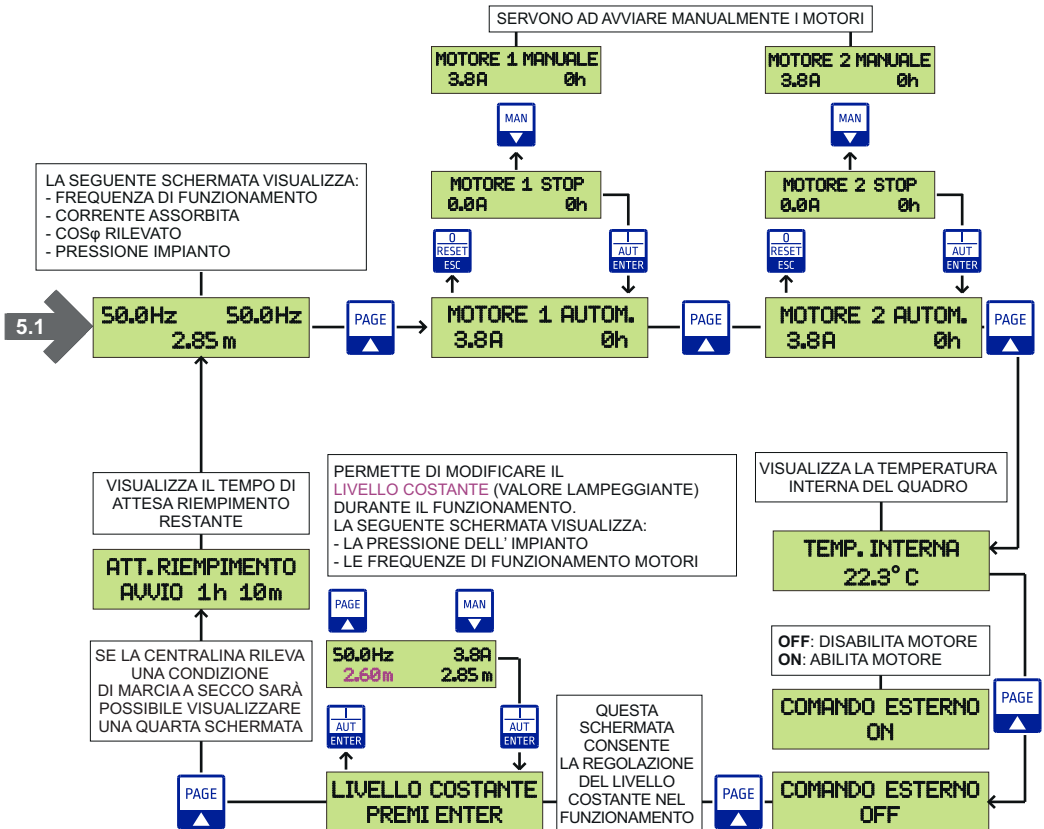 SERVONO AD AVVIARE MANUALMENTE I MOTORI
MOTORE 1 MANUALE
3.8A 0h
MOTORE 2 MANUALE
3.8A 0h
MAN
MAN
LA SEGUENTE SCHERMATA VISUALIZZA:
- FREQUENZA DI FUNZIONAMENTO
- CORRENTE ASSORBITA
- COSφ RILEVATO
- PRESSIONE IMPIANTO
MOTORE 1 STOP
0.0A 0h
MOTORE 2 STOP
0.0A 0h
0
RESET
ESC
I
AUT
ENTER
0
RESET
ESC
I
AUT
ENTER
5.1
50.0Hz 50.0Hz
2.85 m
PAGE
MOTORE 1 AUTOM.
3.8A 0h
PAGE
MOTORE 2 AUTOM.
3.8A 0h
PAGE
VISUALIZZA IL TEMPO DI
ATTESA RIEMPIMENTO
RESTANTE
PERMETTE DI MODIFICARE IL
LIVELLO COSTANTE (VALORE LAMPEGGIANTE)
DURANTE IL FUNZIONAMENTO.
LA SEGUENTE SCHERMATA VISUALIZZA:
- LA PRESSIONE DELL' IMPIANTO
- LE FREQUENZE DI FUNZIONAMENTO MOTORI
VISUALIZZA LA TEMPERATURA
INTERNA DEL QUADRO
TEMP. INTERNA
22.3° C
ATT.RIEMPIMENTO
AVVIO 1h 10m
PAGE
MAN
50.0Hz 3.8A
2.60m 2.85 m
OFF: DISABILITA MOTORE
ON: ABILITA MOTORE
SE LA CENTRALINA RILEVA
UNA CONDIZIONE
DI MARCIA A SECCO SARÀ
POSSIBILE VISUALIZZARE
UNA QUARTA SCHERMATA
I
AUT
ENTER
I
AUT
ENTER
QUESTA
SCHERMATA
CONSENTE
LA REGOLAZIONE
DEL LIVELLO
COSTANTE NEL
FUNZIONAMENTO
COMANDO ESTERNO
ON
PAGE
PAGE
LIVELLO COSTANTE
PREMI ENTER
PAGE
COMANDO ESTERNO
OFF